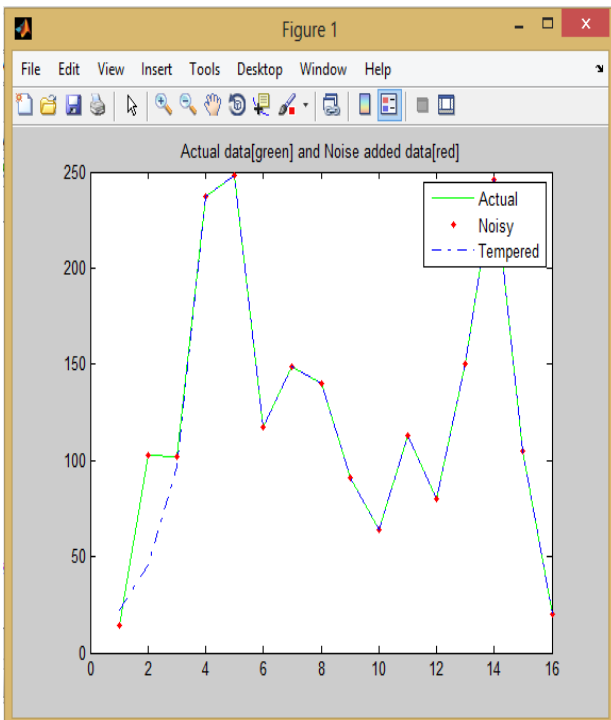 Figure 1
File Edit View Insert Tools Desktop Window Help
Actual data[green] and Noise added data[red]
Actual
Noisy
Tempered
250
200
150
100
50
0
0 2 4 6 8 10 12 14 16